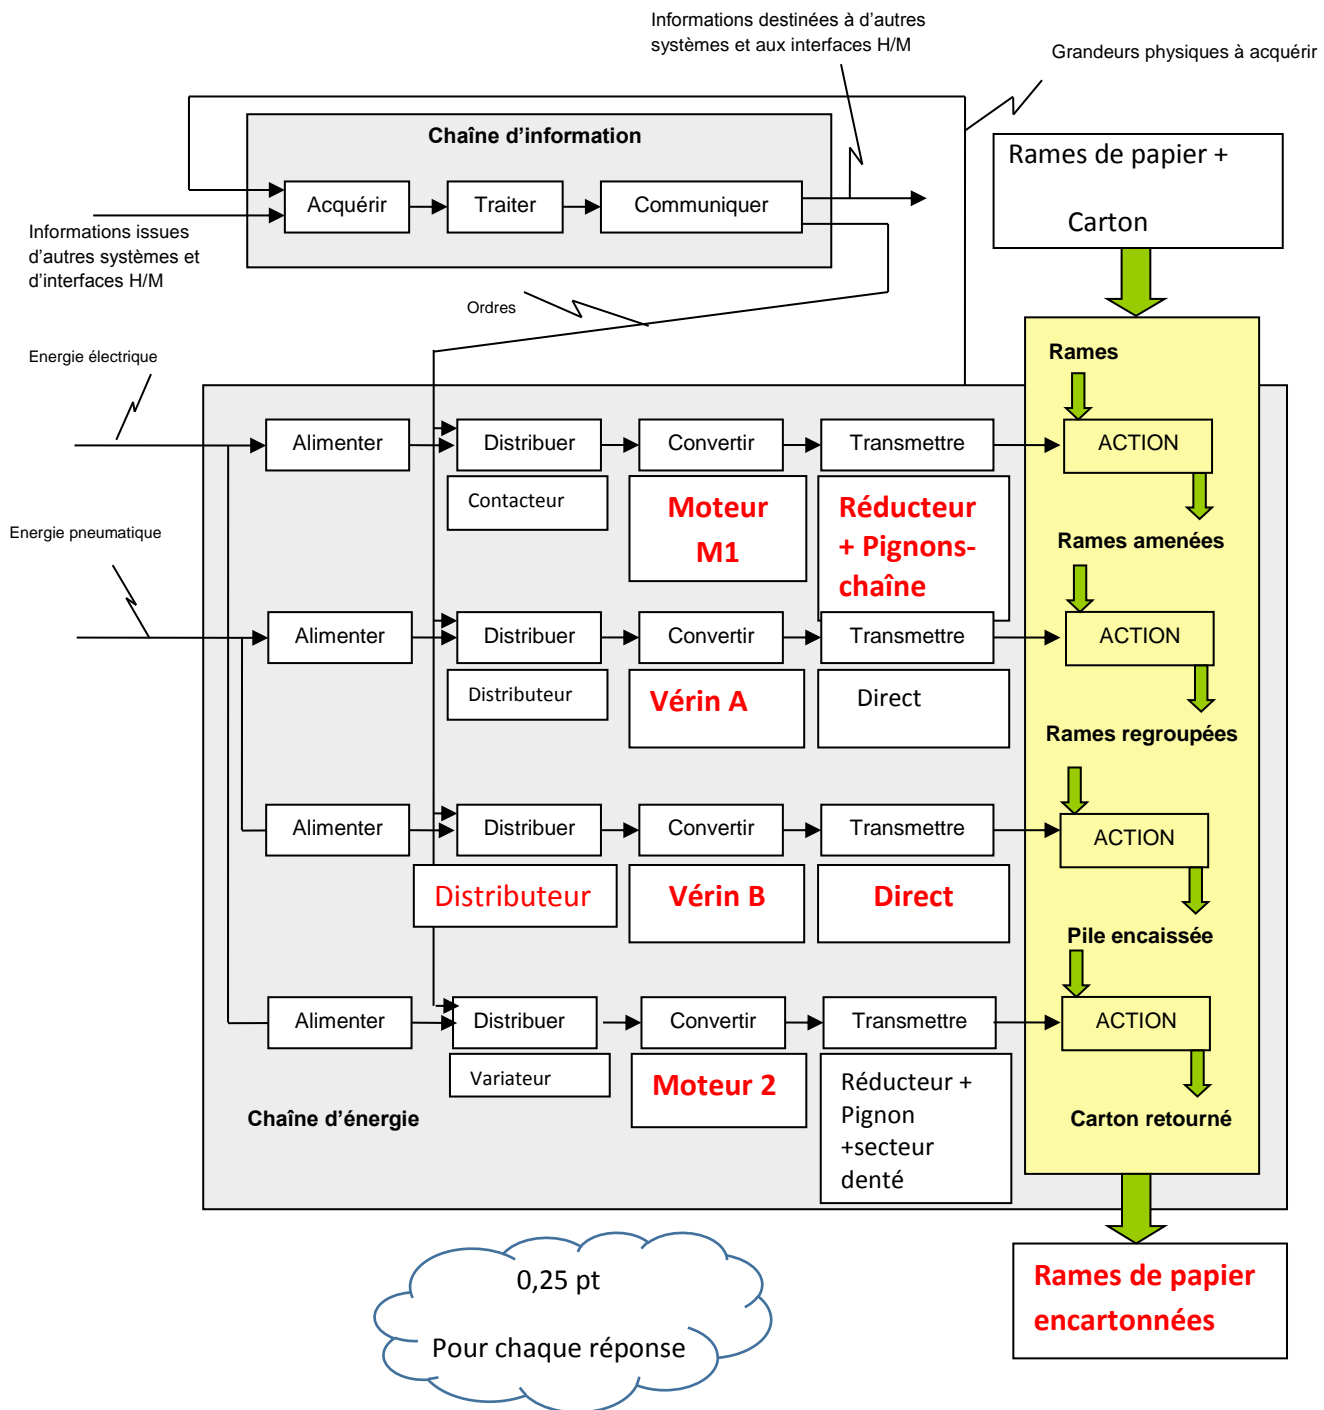 Informations destinées à d'autres
systèmes et aux interfaces H/M
Grandeurs physiques à acquérir
Chaîne d'information
Rames de papier +
Carton
Acquérir
Traiter
Communiquer
Informations issues
d'autres systèmes et
d'interfaces H/M
Ordres
Energie électrique
Rames
Alimenter
Distribuer
Convertir
Transmettre
ACTION
Contacteur
Moteur
M1
Réducteur
+ Pignons-
chaîne
Energie pneumatique
Rames amenées
Alimenter
Distribuer
Convertir
Transmettre
ACTION
Distributeur
Vérin A
Direct
Rames regroupées
Alimenter
Distribuer
Convertir
Transmettre
ACTION
Distributeur
Vérin B
Direct
Pile encaissée
Alimenter
Distribuer
Convertir
Transmettre
ACTION
Variateur
Moteur 2
Réducteur +
Pignon
+secteur
denté
Chaîne d'énergie
Carton retourné
0,25 pt
Pour chaque réponse
Rames de papier
encartonnées